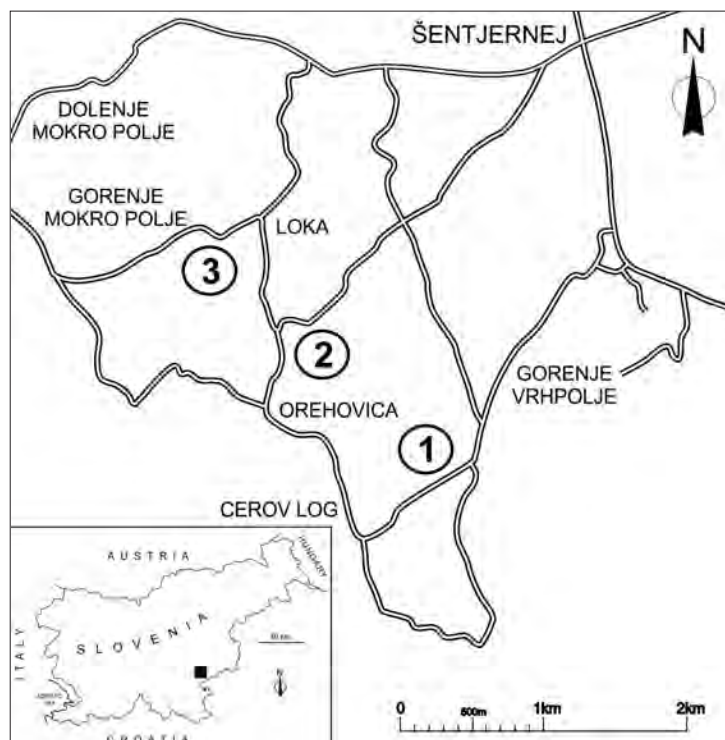 ŠENTJERNEJ
N
DOLENJE
MOKRO POLJE
GORENJE
MOKRO POLJE
LOKA
3
2
GORENJE
VRHPOLJE
OREHOVICA
1
CEROV LOG
AUSTRIA
HUNGARY
SLOVENIA
ITALY
N
CROATIA
0
500m
1km
2km